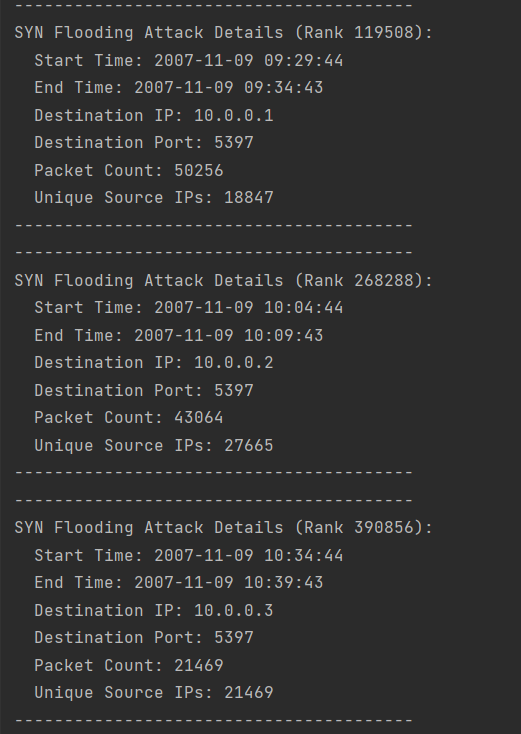 ----------------------------------------
SYN Flooding Attack Details (Rank 119508):
  Start Time: 2007-11-09 09:29:44
  End Time: 2007-11-09 09:34:43
  Destination IP: 10.0.0.1
  Destination Port: 5397
  Packet Count: 50256
  Unique Source IPs: 18847
----------------------------------------
----------------------------------------
SYN Flooding Attack Details (Rank 268288):
  Start Time: 2007-11-09 10:04:44
  End Time: 2007-11-09 10:09:43
  Destination IP: 10.0.0.2
  Destination Port: 5397
  Packet Count: 43064
  Unique Source IPs: 27665
----------------------------------------
----------------------------------------
SYN Flooding Attack Details (Rank 390856):
  Start Time: 2007-11-09 10:34:44
  End Time: 2007-11-09 10:39:43
  Destination IP: 10.0.0.3
  Destination Port: 5397
  Packet Count: 21469
  Unique Source IPs: 21469
----------------------------------------